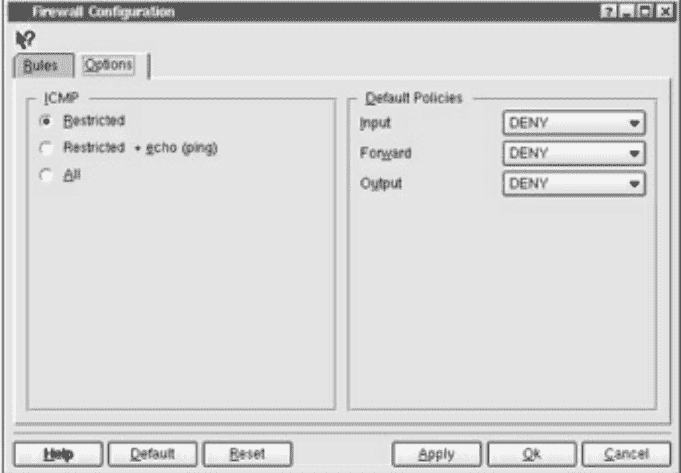 Firewall Configuration
Rules Options
ICMP
Restricted
Restricted + echo (ping)
All
Default Policies
Input DENY
Forward DENY
Output DENY
Help Default Reset Apply Ok Cancel